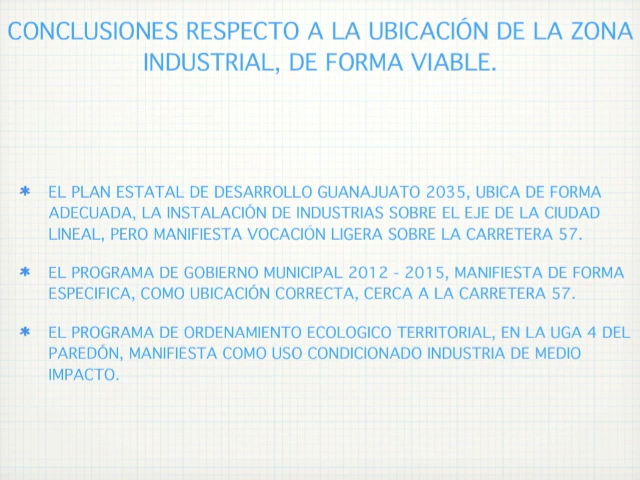 CONCLUSIONES RESPECTO A LA UBICACIÓN DE LA ZONA
INDUSTRIAL, DE FORMA VIABLE.
✱ EL PLAN ESTATAL DE DESARROLLO GUANAJUATO 2035, UBICA DE FORMA
ADECUADA, LA INSTALACIÓN DE INDUSTRIAS SOBRE EL EJE DE LA CIUDAD
LINEAL, PERO MANIFIESTA VOCACIÓN LIGERA SOBRE LA CARRETERA 57.
✱ EL PROGRAMA DE GOBIERNO MUNICIPAL 2012 - 2015, MANIFIESTA DE FORMA
ESPECIFICA, COMO UBICACIÓN CORRECTA, CERCA A LA CARRETERA 57.
✱ EL PROGRAMA DE ORDENAMIENTO ECOLOGICO TERRITORIAL, EN LA UGA 4 DEL
PAREDÓN, MANIFIESTA COMO USO CONDICIONADO INDUSTRIA DE MEDIO
IMPACTO.